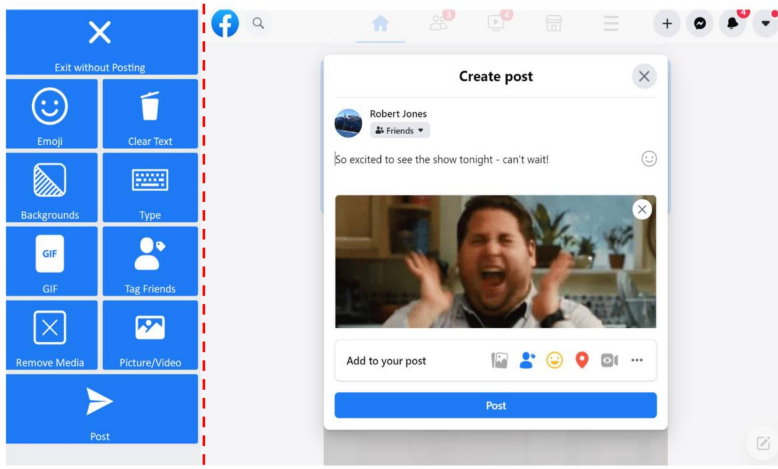 Exit without Posting
Emoji
Clear Text
Backgrounds
Type
GIF
GIF
Tag Friends
Remove Media
Picture/Video
Post
f
3
4
4
Create post
Robert Jones
Friends
So excited to see the show tonight - can't wait!
Add to your post
Post